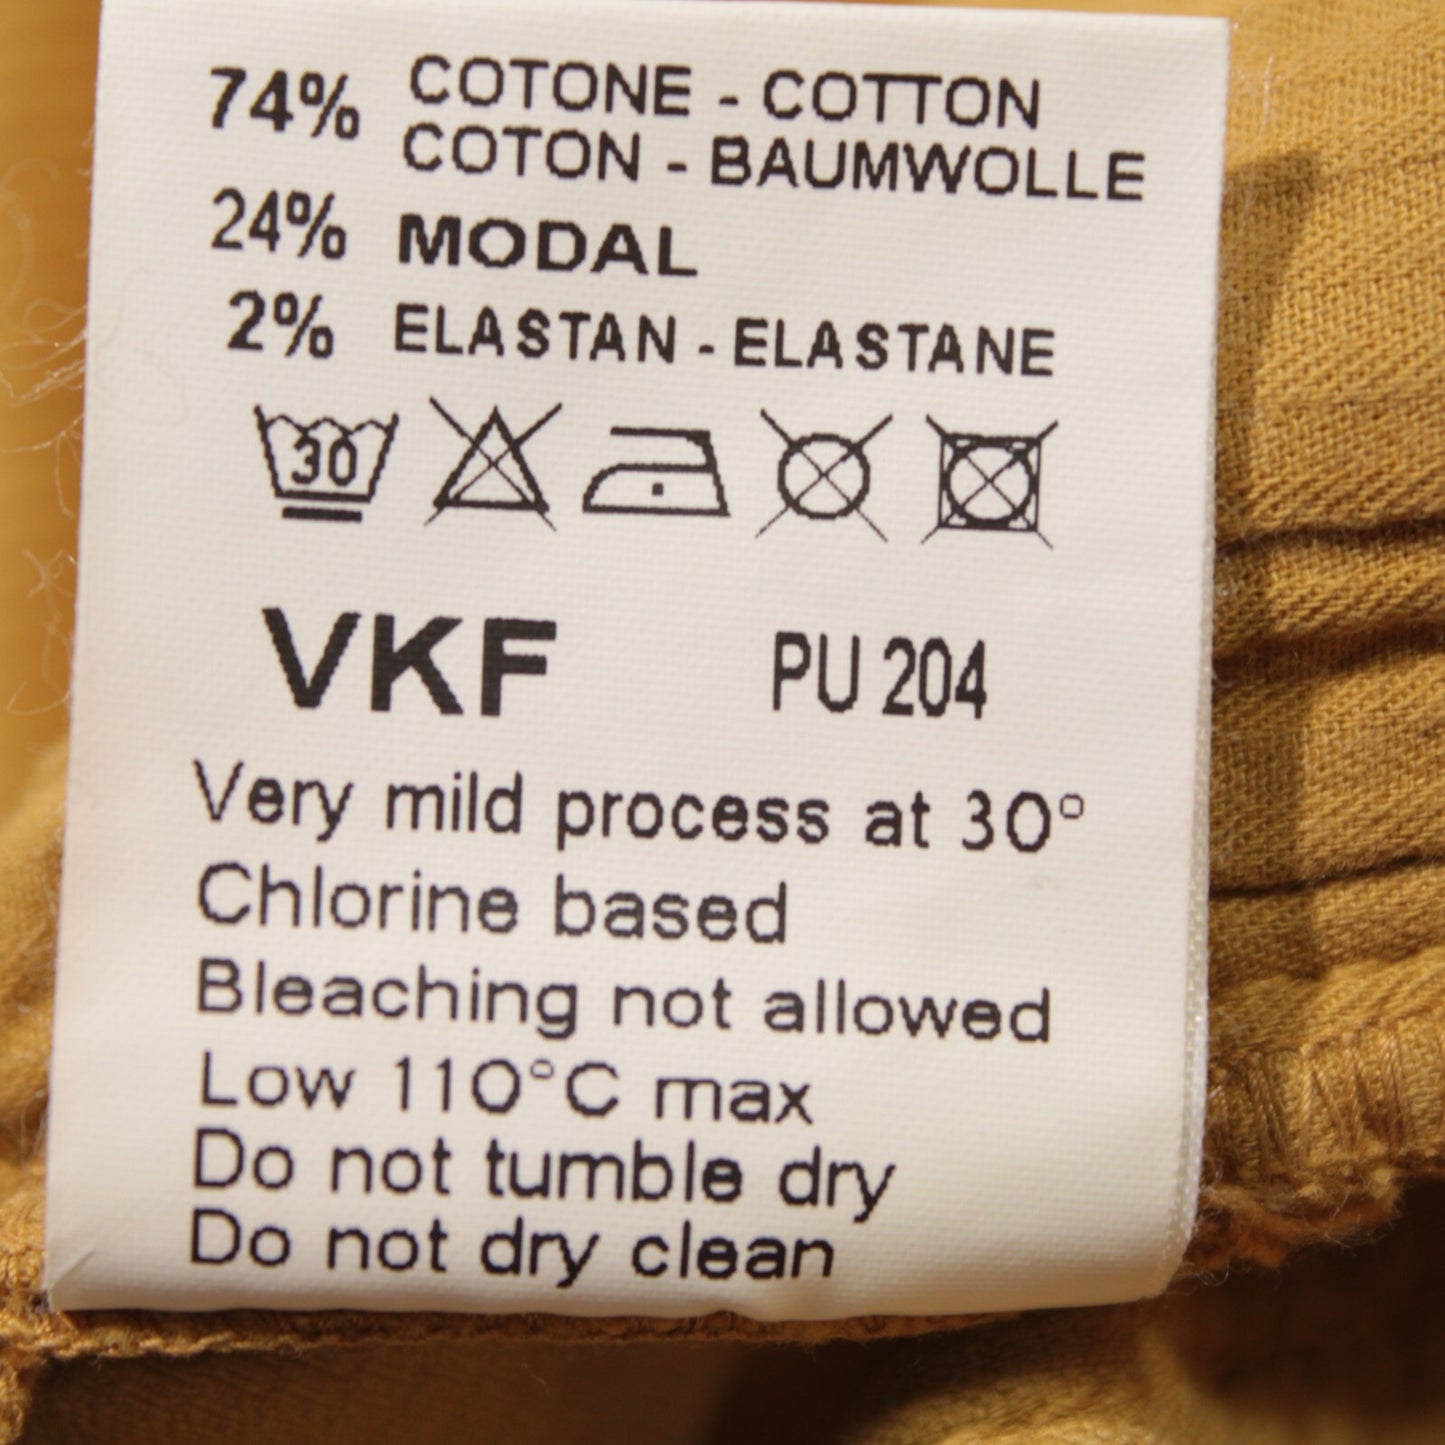 74% COTONE - COTTON
COTON - BAUMWOLLE
24% MODAL
2% ELASTAN - ELASTANE
30
VKF PU 204
Very mild process at 30°
Chlorine based
Bleaching not allowed
Low 110°C max
Do not tumble dry
Do not dry clean